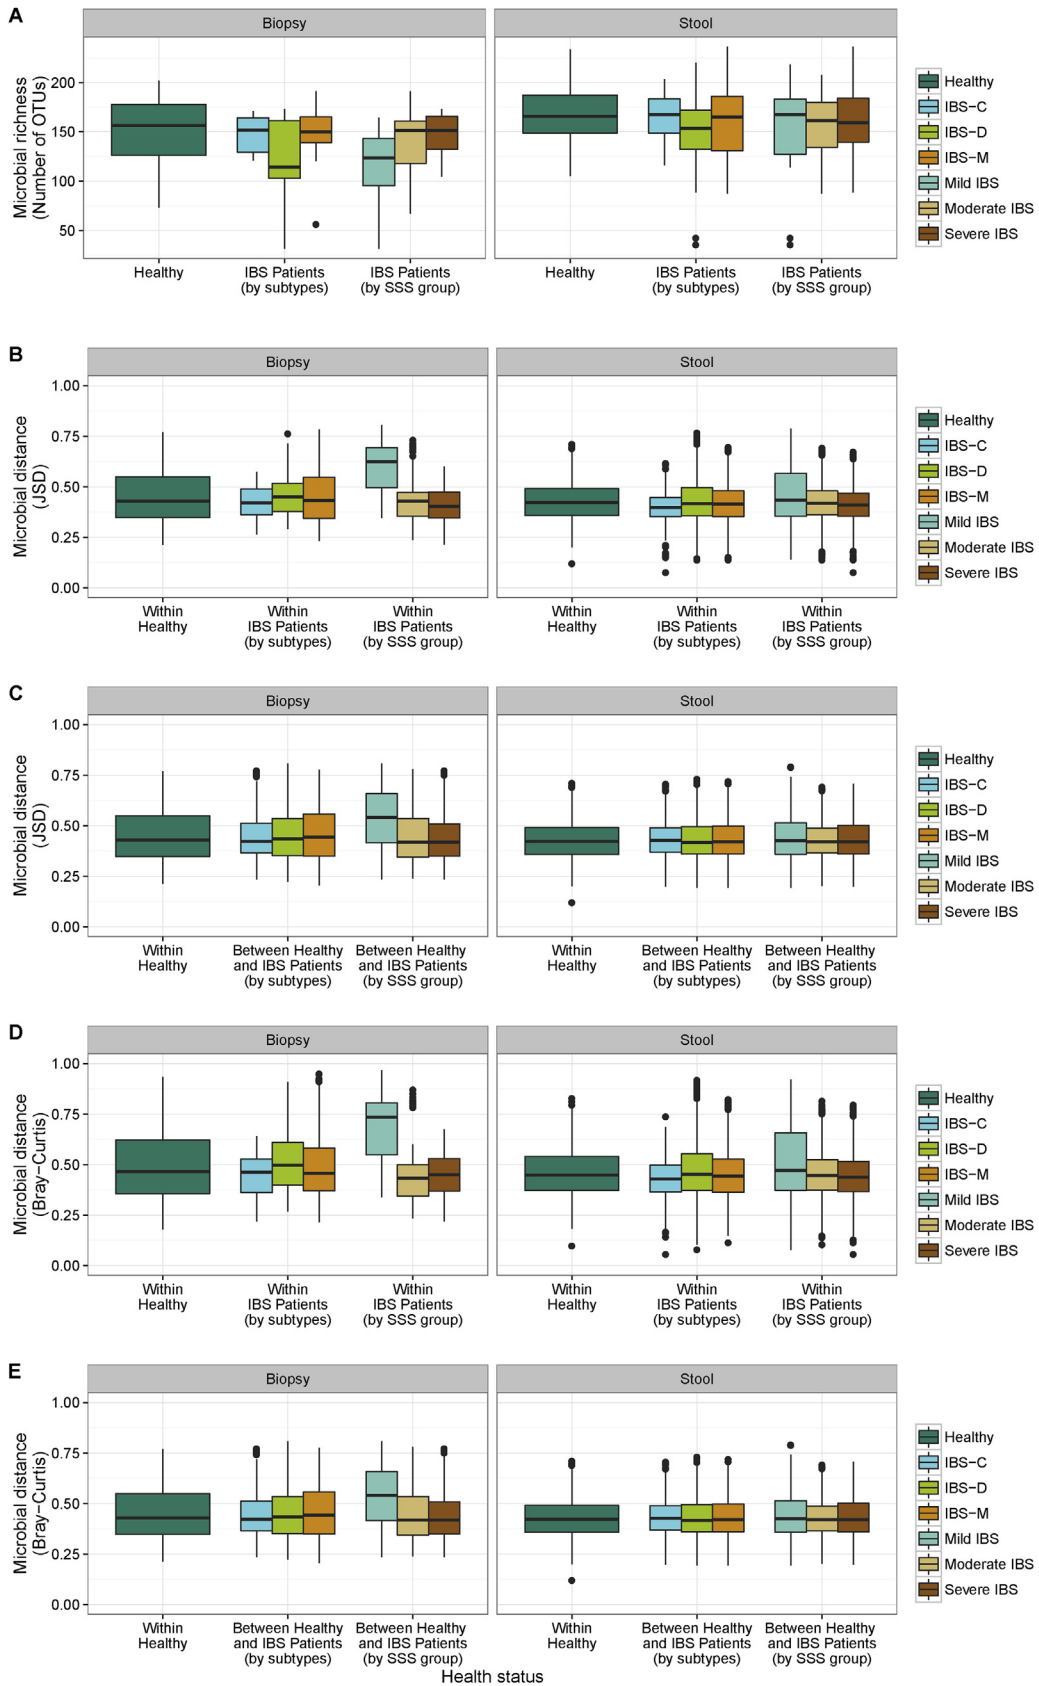 A
Biopsy
Stool
Microbial richness
(Number of OTUs)
200
150
100
50
Healthy
IBS Patients
(by subtypes)
IBS Patients
(by SSS group)
Healthy
IBS Patients
(by subtypes)
IBS Patients
(by SSS group)
Healthy
IBS−C
IBS−D
IBS−M
Mild IBS
Moderate IBS
Severe IBS
B
Biopsy
Stool
Microbial distance
(JSD)
1.00
0.75
0.50
0.25
0.00
Within
Healthy
Within
IBS Patients
(by subtypes)
Within
IBS Patients
(by SSS group)
Within
Healthy
Within
IBS Patients
(by subtypes)
Within
IBS Patients
(by SSS group)
Healthy
IBS−C
IBS−D
IBS−M
Mild IBS
Moderate IBS
Severe IBS
C
Biopsy
Stool
Microbial distance
(JSD)
1.00
0.75
0.50
0.25
0.00
Within
Healthy
Between Healthy
and IBS Patients
(by subtypes)
Between Healthy
and IBS Patients
(by SSS group)
Within
Healthy
Between Healthy
and IBS Patients
(by subtypes)
Between Healthy
and IBS Patients
(by SSS group)
Healthy
IBS−C
IBS−D
IBS−M
Mild IBS
Moderate IBS
Severe IBS
D
Biopsy
Stool
Microbial distance
(Bray−Curtis)
1.00
0.75
0.50
0.25
0.00
Within
Healthy
Within
IBS Patients
(by subtypes)
Within
IBS Patients
(by SSS group)
Within
Healthy
Within
IBS Patients
(by subtypes)
Within
IBS Patients
(by SSS group)
Healthy
IBS−C
IBS−D
IBS−M
Mild IBS
Moderate IBS
Severe IBS
E
Biopsy
Stool
Microbial distance
(Bray−Curtis)
1.00
0.75
0.50
0.25
0.00
Within
Healthy
Between Healthy
and IBS Patients
(by subtypes)
Between Healthy
and IBS Patients
(by SSS group)
Within
Healthy
Between Healthy
and IBS Patients
(by subtypes)
Between Healthy
and IBS Patients
(by SSS group)
Healthy
IBS−C
IBS−D
IBS−M
Mild IBS
Moderate IBS
Severe IBS
Health status